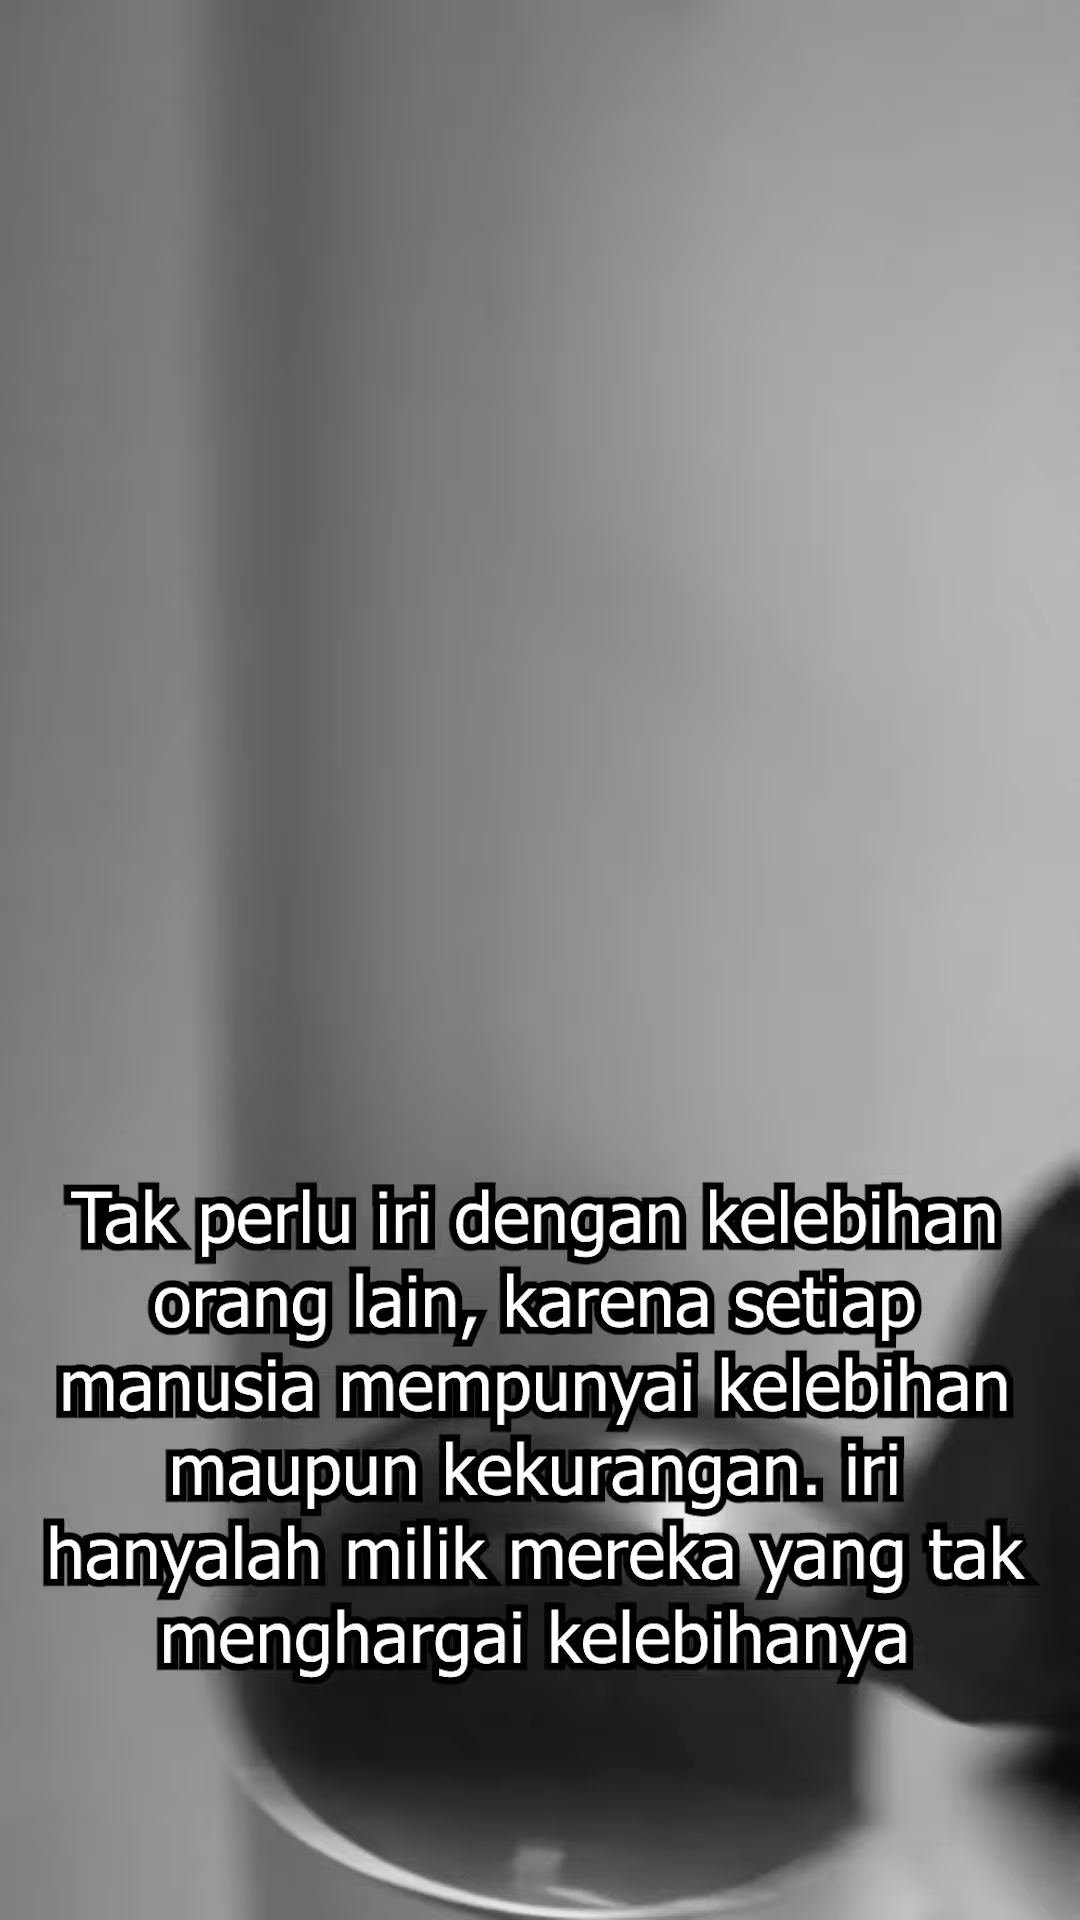 Tak perlu iri dengan kelebihan
orang lain, karena setiap
manusia mempunyai kelebihan
maupun kekurangan. iri
hanyalah milik mereka yang tak
menghargai kelebihanya